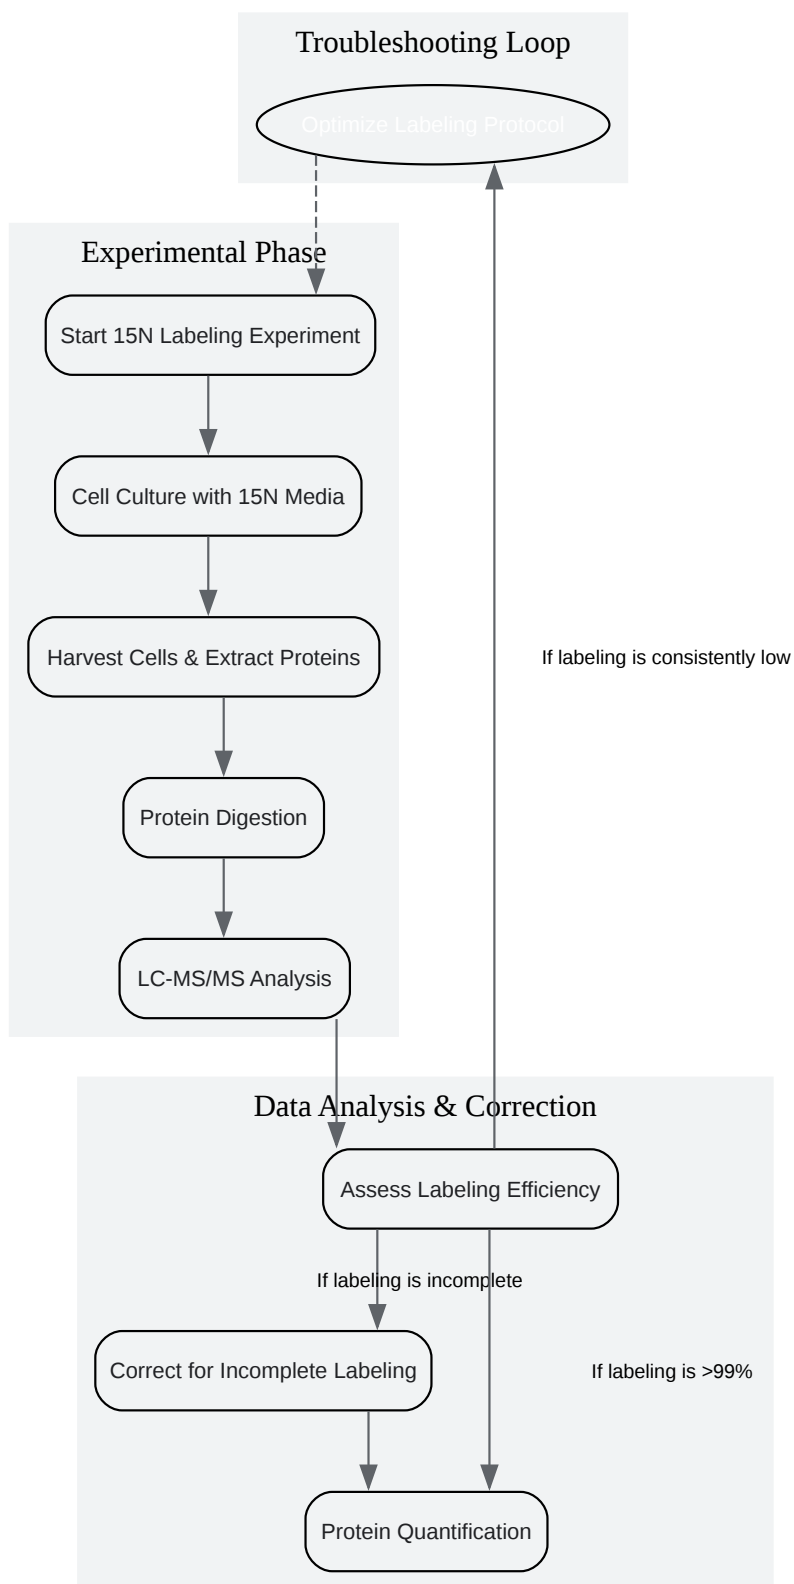 Troubleshooting Loop
Optimize Labeling Protocol
Experimental Phase
Start 15N Labeling Experiment
Cell Culture with 15N Media
Harvest Cells & Extract Proteins
If labeling is consistently low
Protein Digestion
LC-MS/MS Analysis
Data Analysis & Correction
Assess Labeling Efficiency
If labeling is incomplete
Correct for Incomplete Labeling
If labeling is >99%
Protein Quantification